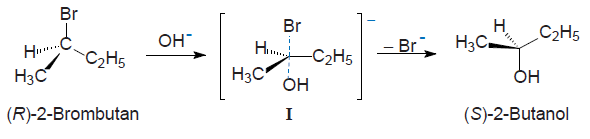 Br
H C C2H5
H3C
OH−
Br
H C2H5
H3C
OH
−
− Br−
H
H3C C2H5
OH
(R)-2-Brombutan
I
(S)-2-Butanol